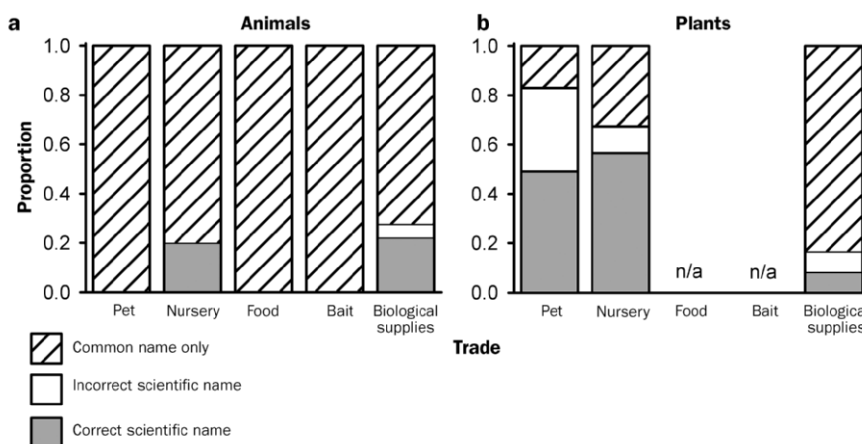 a Animals
b Plants
Proportion
1.0
0.8
0.6
0.4
0.2
0.0
Pet Nursery Food Bait Biological
supplies
1.0
0.8
0.6
0.4
0.2
0.0
n/a n/a
Pet Nursery Food Bait Biological
supplies
Trade
Common name only
Incorrect scientific name
Correct scientific name